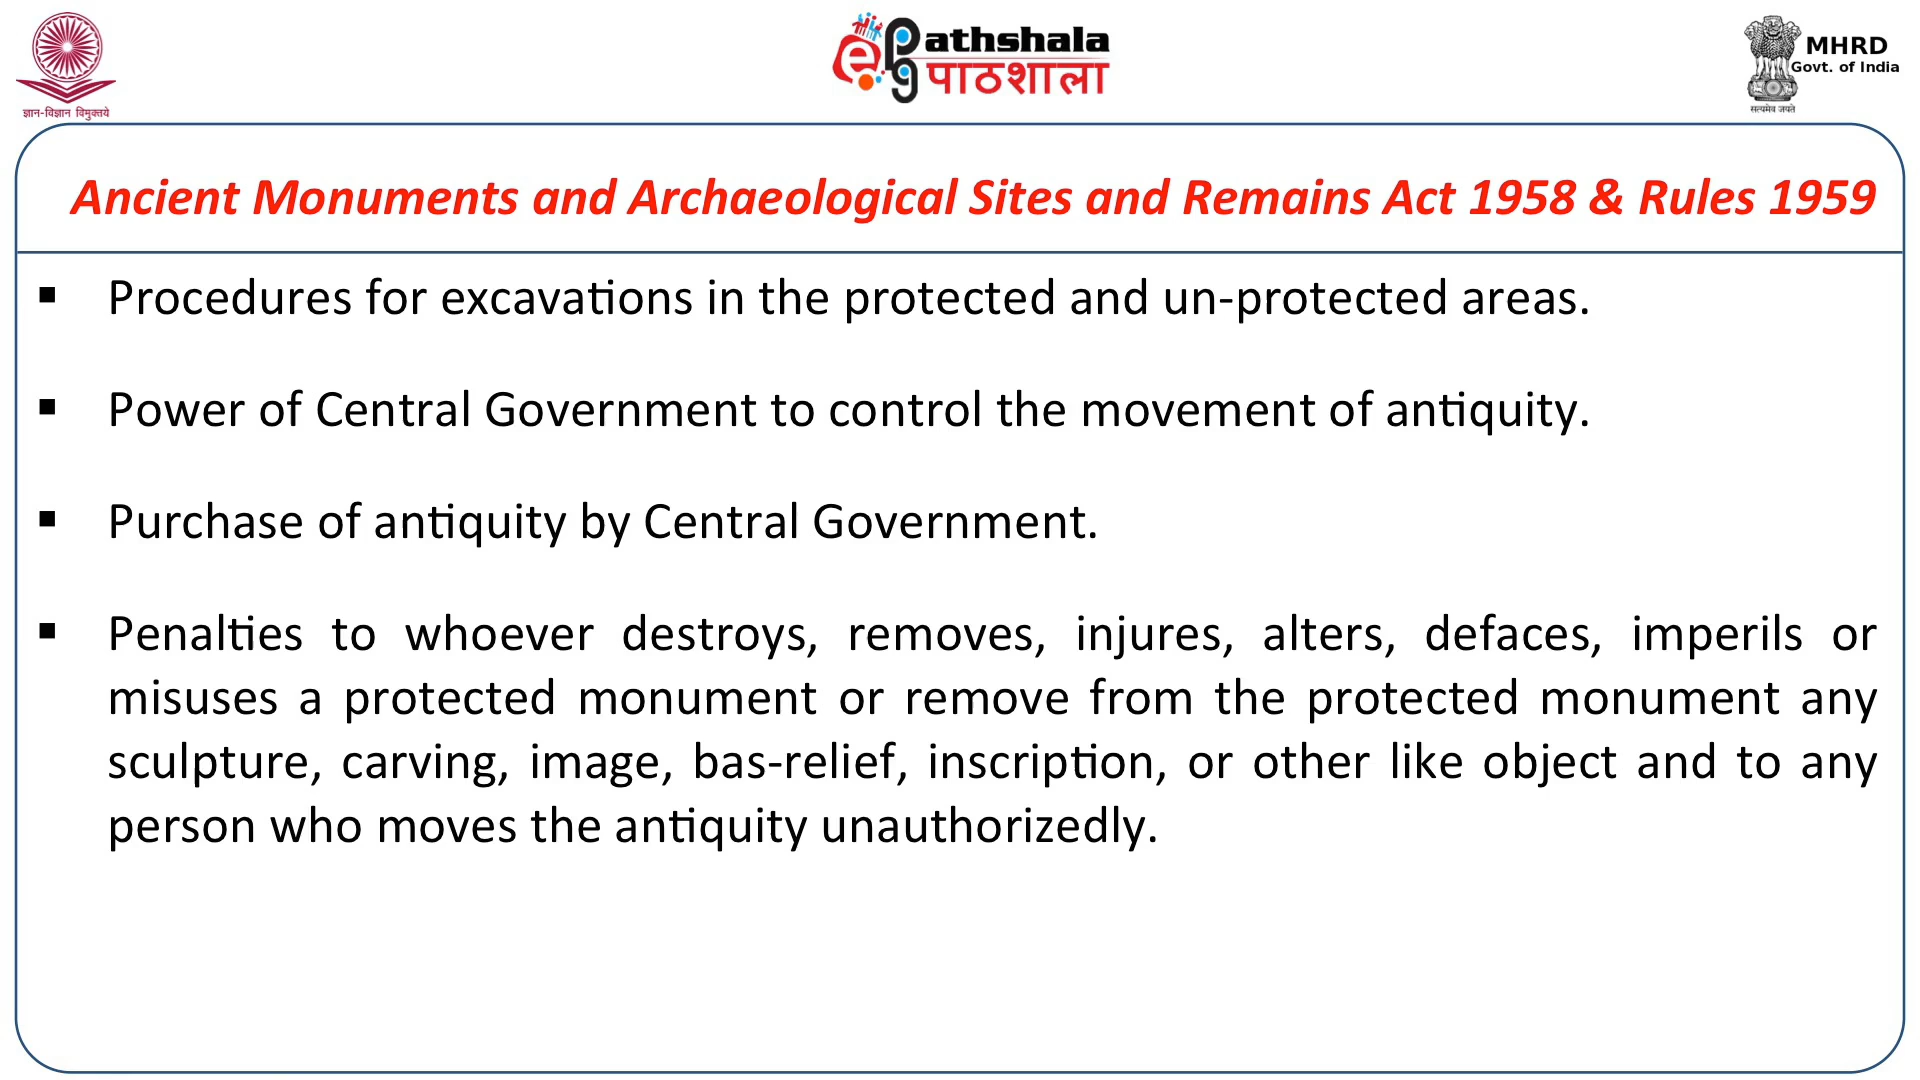 ज्ञान-विज्ञान विमुक्तये
ePathshala
पाठशाला
MHRD
Govt. of India
सत्यमेव जयते
Ancient Monuments and Archaeological Sites and Remains Act 1958 & Rules 1959
▪ Procedures for excavations in the protected and un-protected areas.
▪ Power of Central Government to control the movement of antiquity.
▪ Purchase of antiquity by Central Government.
▪ Penalties to whoever destroys, removes, injures, alters, defaces, imperils or
misuses a protected monument or remove from the protected monument any
sculpture, carving, image, bas-relief, inscription, or other like object and to any
person who moves the antiquity unauthorizedly.